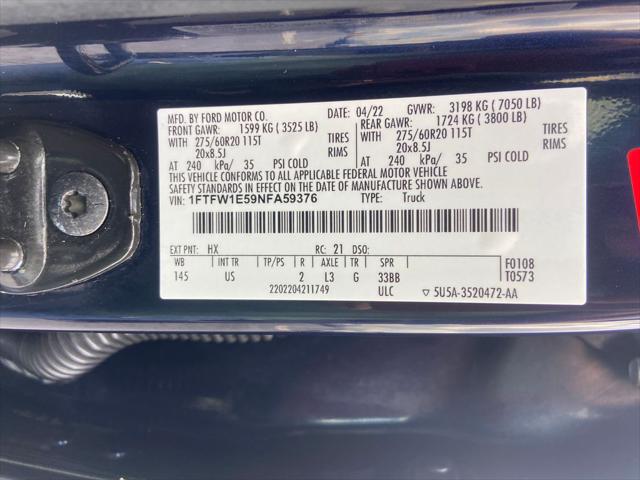 MFD. BY FORD MOTOR CO. DATE: 04/22 GVWR: 3198 KG (7050 LB)
FRONT GAWR: 1599 KG (3525 LB) REAR GAWR: 1724 KG (3800 LB)
WITH 275/60R20 115T TIRES WITH 275/60R20 115T TIRES
20x8.5J RIMS 20x8.5J RIMS
AT 240 kPa/ 35 PSI COLD AT 240 kPa/ 35 PSI COLD
THIS VEHICLE CONFORMS TO ALL APPLICABLE FEDERAL MOTOR VEHICLE
SAFETY STANDARDS IN EFFECT ON THE DATE OF MANUFACTURE SHOWN ABOVE.
VIN: 1FTFW1E59NFA59376 TYPE: Truck
EXT PNT: HX RC: 21 DSO: F0108
WB INT TR TP/PS R AXLE TR SPR T0573
145 US 2 L3 G 33BB
2202204211749 ULC ▽ 5U5A-3520472-AA